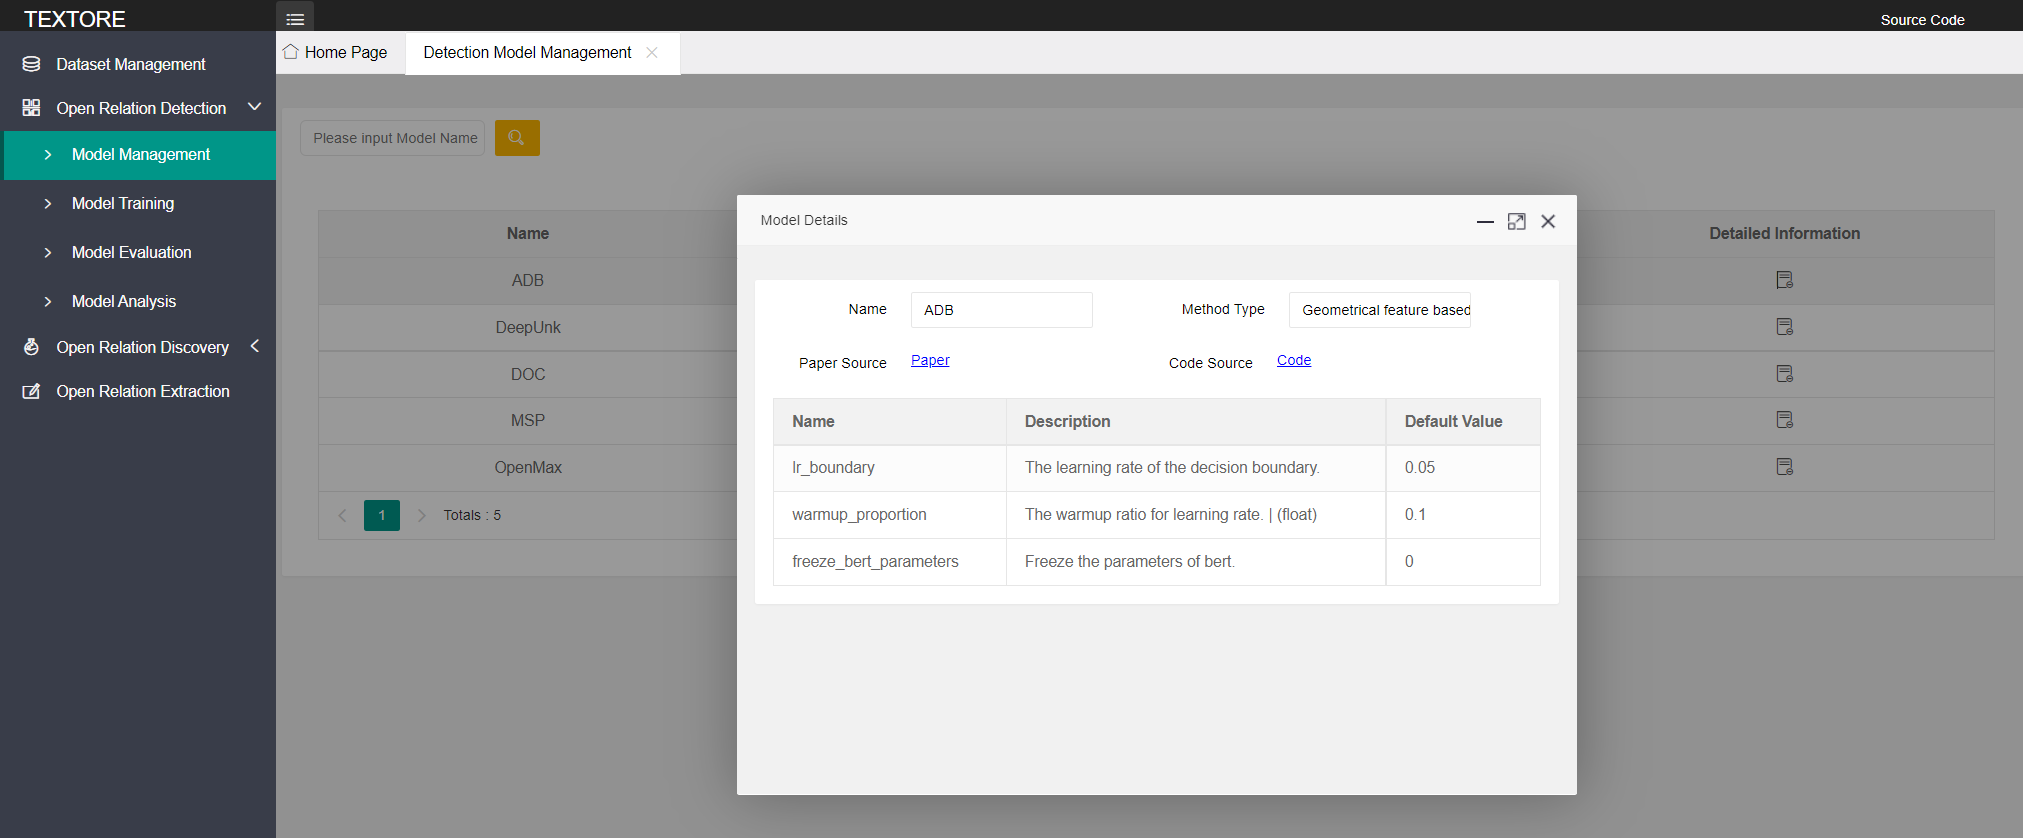 TEXTORE
Source Code
Dataset Management
Open Relation Detection
Model Management
Model Training
Model Evaluation
Model Analysis
Open Relation Discovery
Open Relation Extraction
Home Page
Detection Model Management
Please input Model Name
Name
Detailed Information
ADB
DeepUnk
DOC
MSP
OpenMax
1
Totals : 5
Model Details
Name ADB Method Type Geometrical feature based
Paper Source Paper Code Source Code
Name Description Default Value
lr_boundary The learning rate of the decision boundary. 0.05
warmup_proportion The warmup ratio for learning rate. | (float) 0.1
freeze_bert_parameters Freeze the parameters of bert. 0